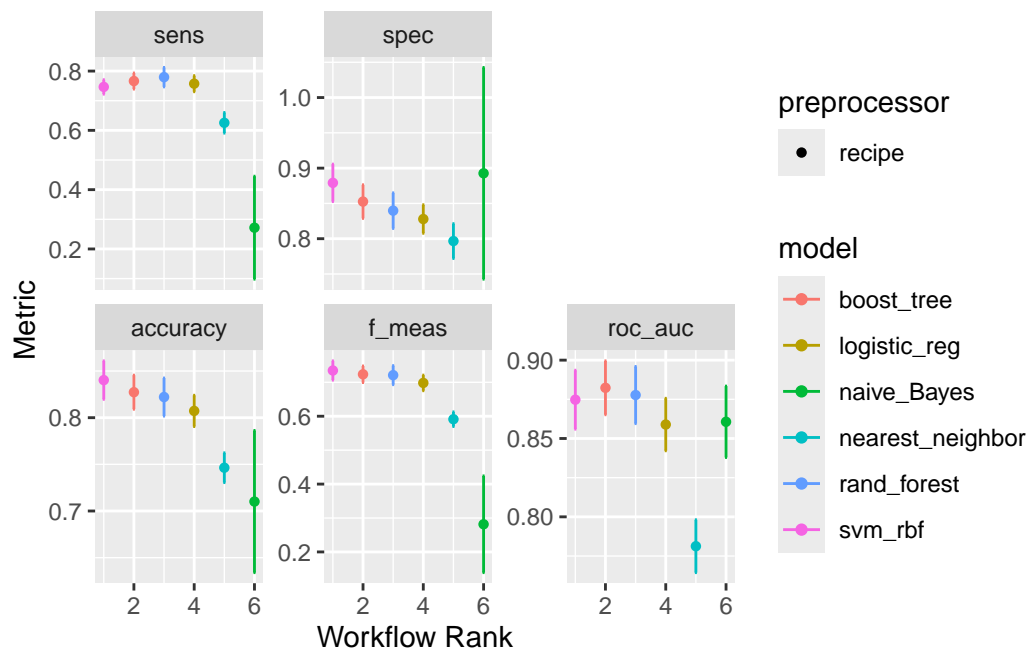 sens
spec
0.8
0.6
0.4
0.2
1.0
0.9
0.8
accuracy
f_meas
roc_auc
0.8
0.7
0.6
0.4
0.2
0.90
0.85
0.80
2 4 6
2 4 6
2 4 6
Workflow Rank
Metric
preprocessor
recipe
model
boost_tree
logistic_reg
naive_Bayes
nearest_neighbor
rand_forest
svm_rbf